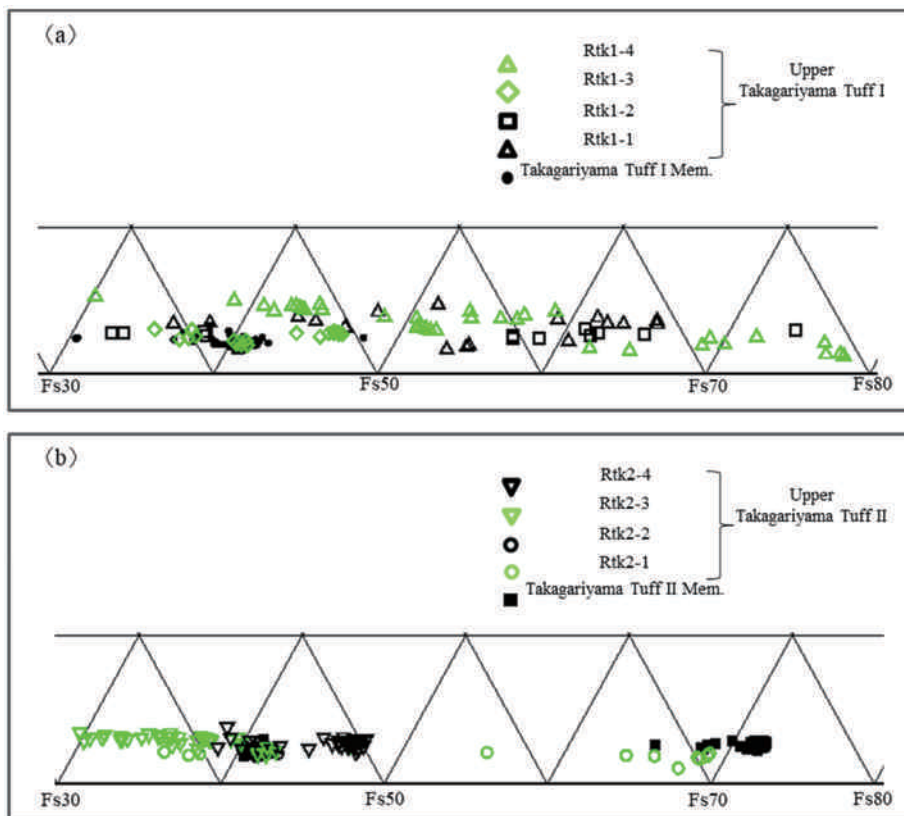 (a)
Rtk1-4
Rtk1-3
Rtk1-2
Rtk1-1
Takagariyama Tuff I Mem.
Upper
Takagariyama Tuff I
Fs30
Fs50
Fs70
Fs80
(b)
Rtk2-4
Rtk2-3
Rtk2-2
Rtk2-1
Takagariyama Tuff II Mem.
Upper
Takagariyama Tuff II
Fs30
Fs50
Fs70
Fs80